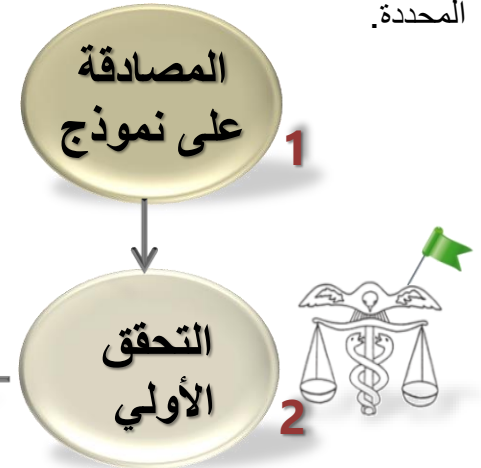 المحددة.
المصادقة
على نموذج
1
التحقق
الأولي
2